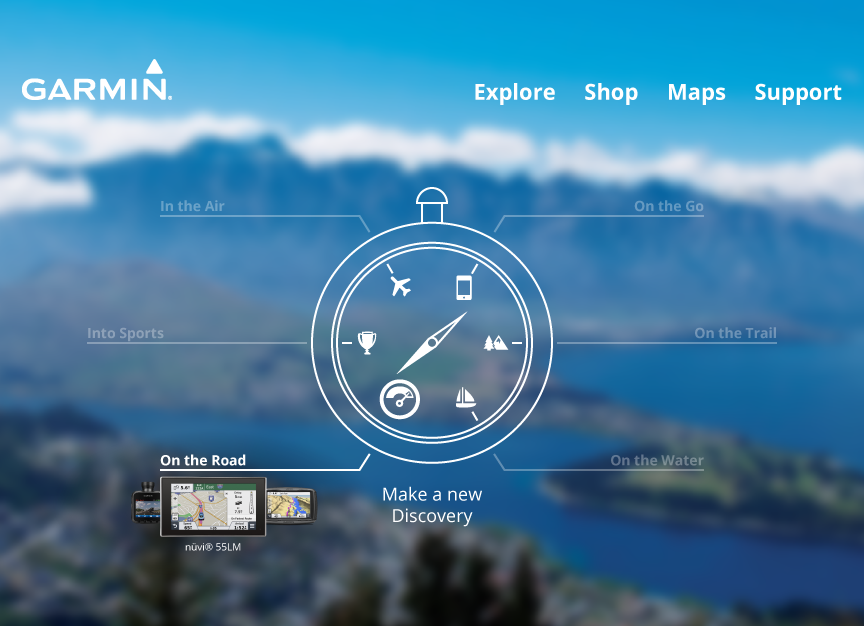 GARMIN.
Explore Shop Maps Support
In the Air
On the Go
Into Sports
On the Trail
On the Road
On the Water
Make a new
Discovery
nüvi® 55LM